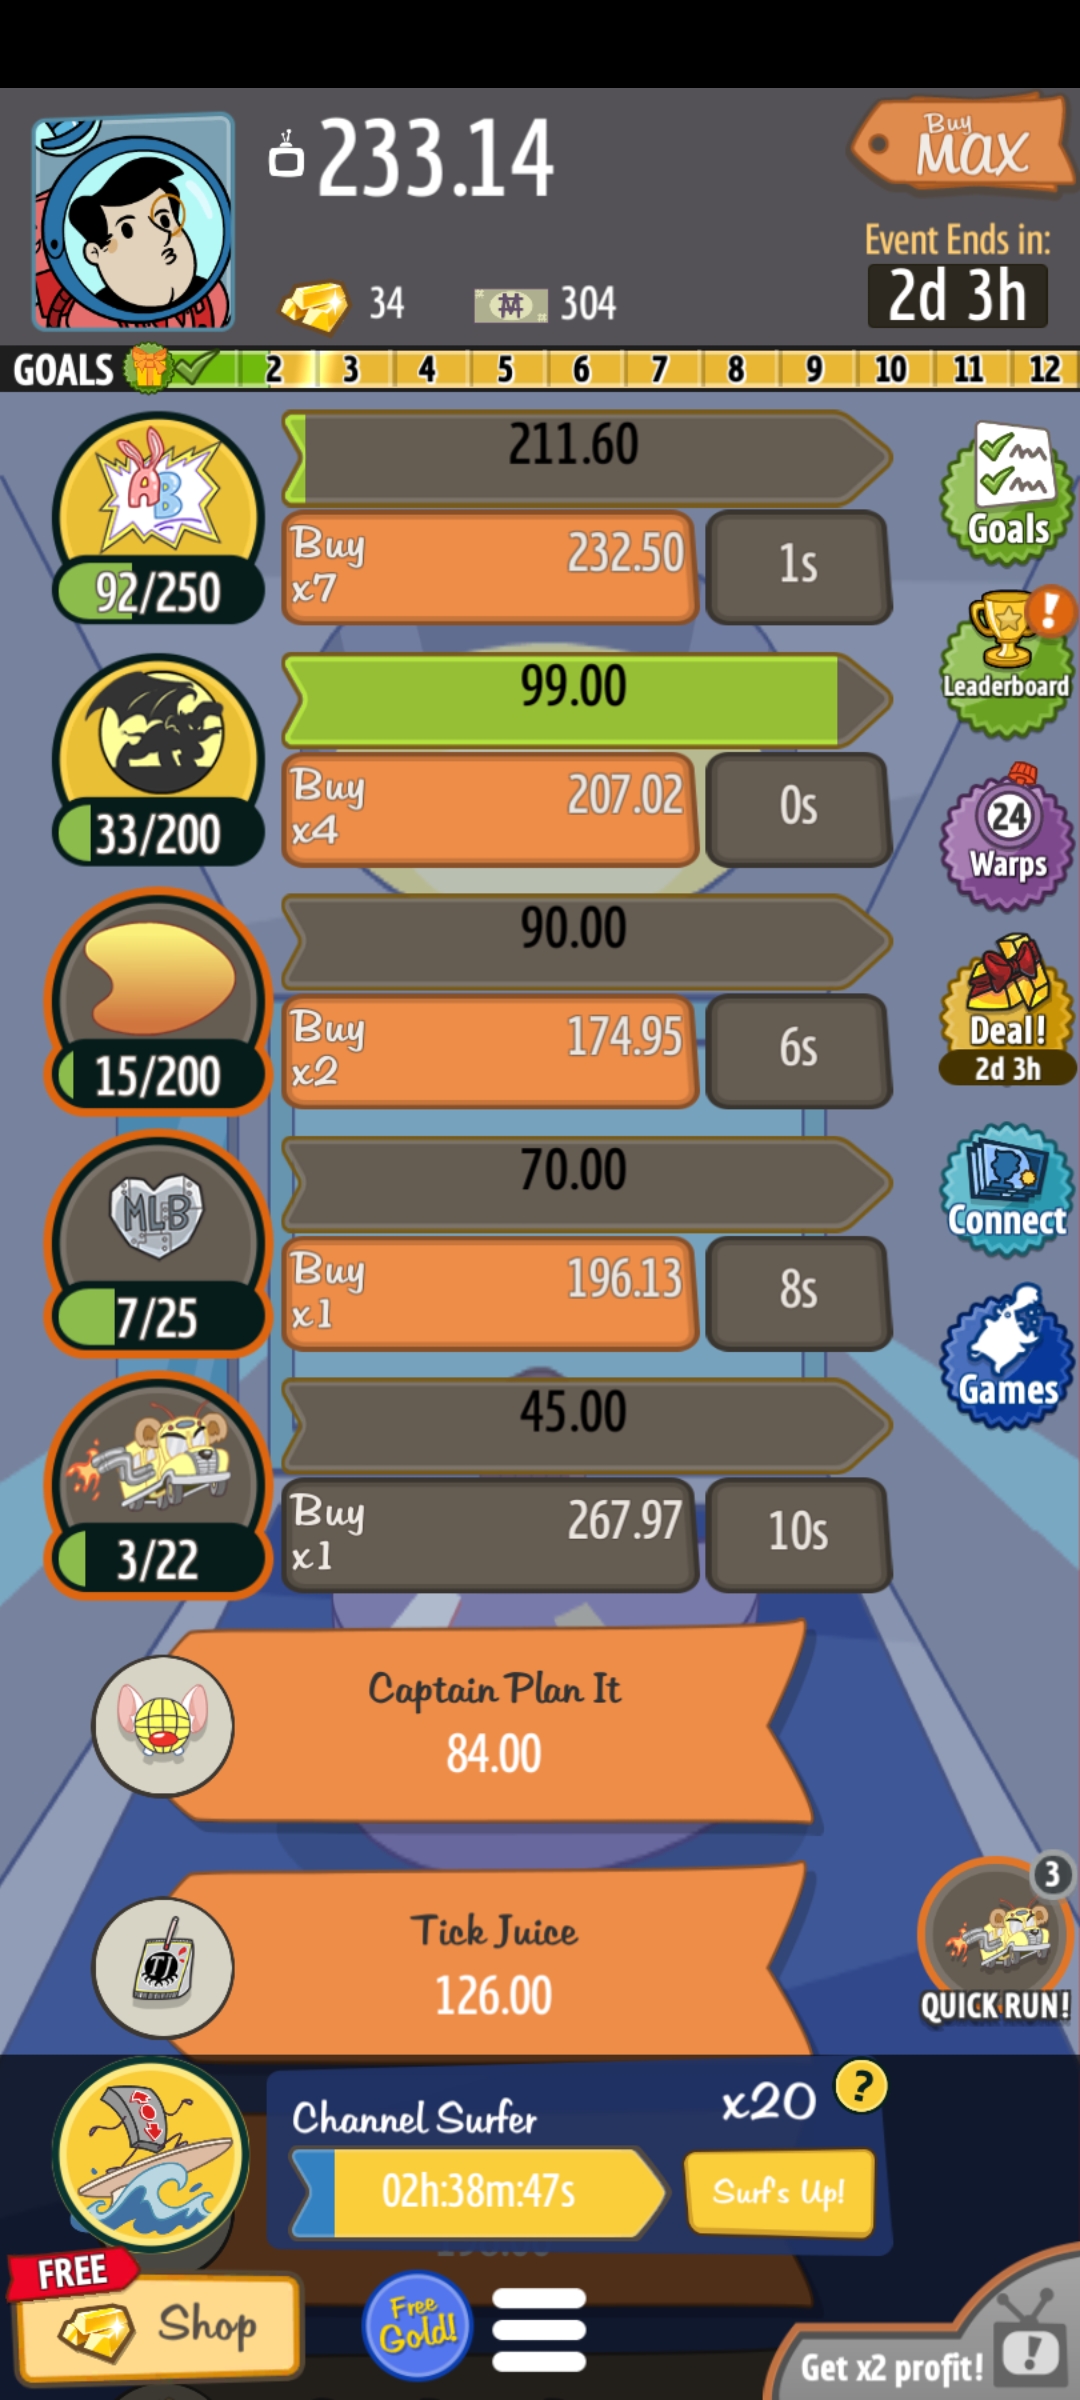 233.14
Buy
MAX
Event Ends in:
2d 3h
34
304
GOALS 2 3 4 5 6 7 8 9 10 11 12
AB
92/250
211.60
Buy
x7
232.50
1s
Goals
33/200
99.00
Buy
x4
207.02
0s
Leaderboard
24
Warps
15/200
90.00
Buy
x2
174.95
6s
Deal!
2d 3h
MLB
7/25
70.00
Buy
x1
196.13
8s
Connect
3/22
45.00
Buy
x1
267.97
10s
Games
Captain Plan It
84.00
Tick Juice
126.00
TJ
3
QUICK RUN!
Channel Surfer
x20
?
02h:38m:47s
Surf's Up!
FREE
Shop
Free
Gold!
Get x2 profit!